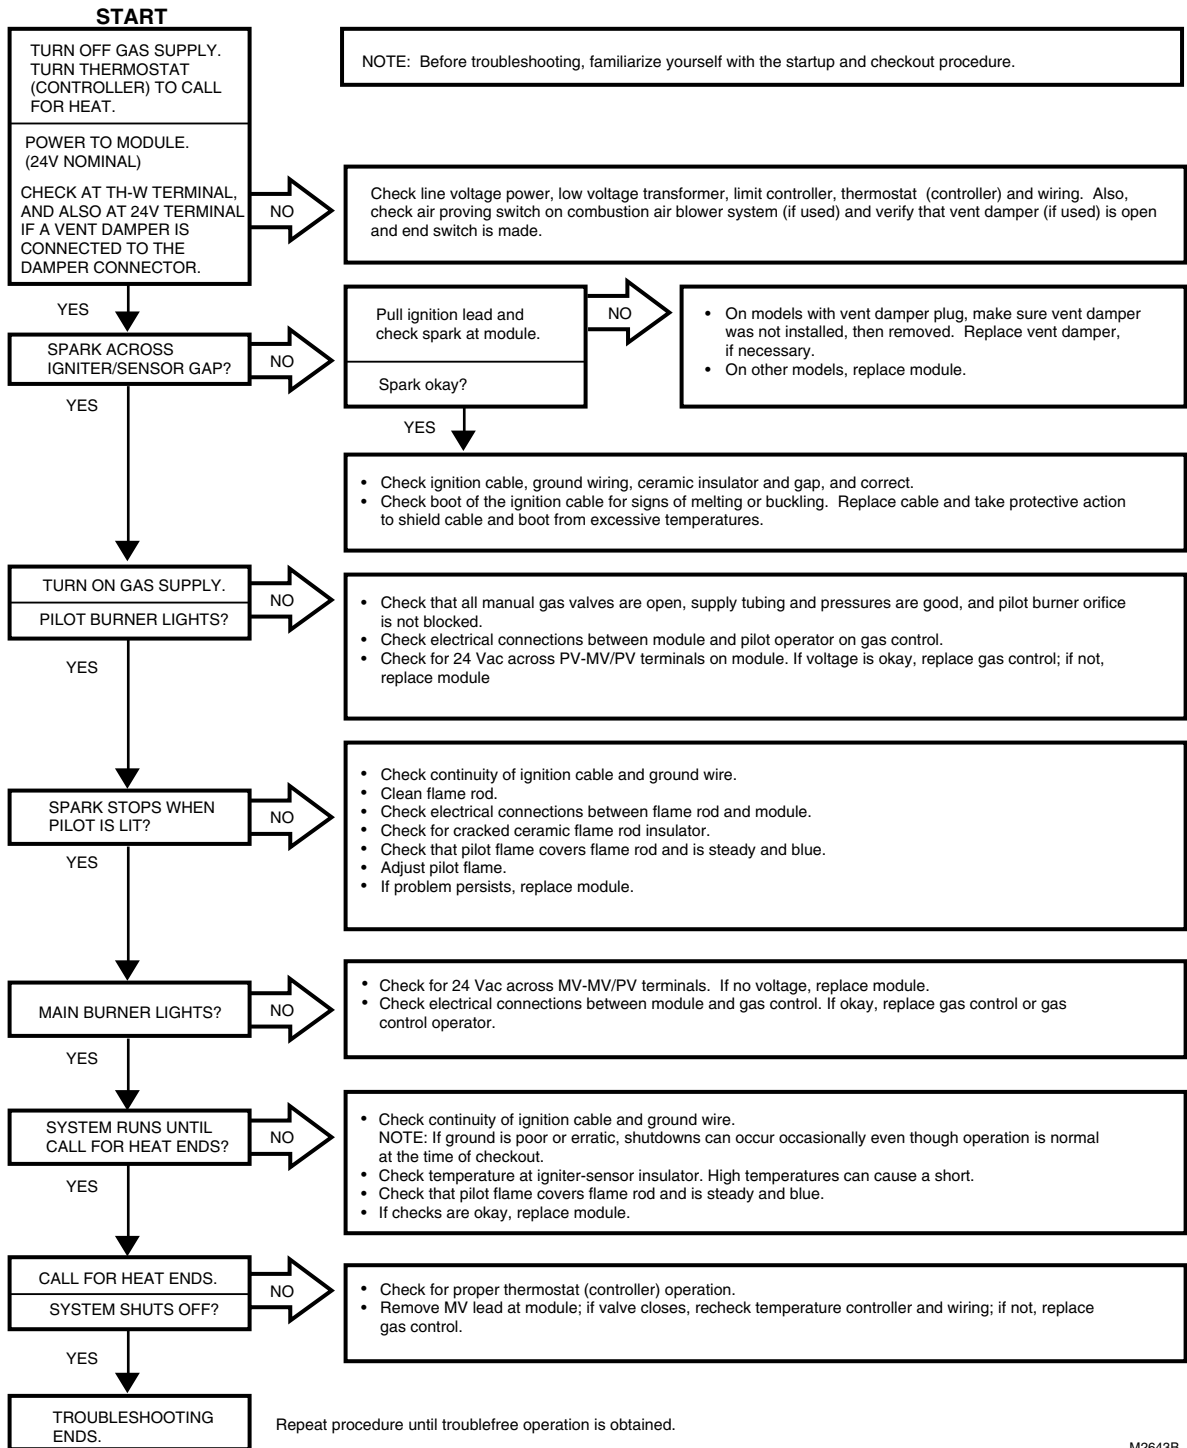 START
TURN OFF GAS SUPPLY.
TURN THERMOSTAT
(CONTROLLER) TO CALL
FOR HEAT.
NOTE: Before troubleshooting, familiarize yourself with the startup and checkout procedure.
POWER TO MODULE.
(24V NOMINAL)
CHECK AT TH-W TERMINAL,
AND ALSO AT 24V TERMINAL
IF A VENT DAMPER IS
CONNECTED TO THE
DAMPER CONNECTOR.
NO
Check line voltage power, low voltage transformer, limit controller, thermostat (controller) and wiring. Also,
check air proving switch on combustion air blower system (if used) and verify that vent damper (if used) is open
and end switch is made.
YES
SPARK ACROSS
IGNITER/SENSOR GAP?
NO
Pull ignition lead and
check spark at module.
Spark okay?
NO
• On models with vent damper plug, make sure vent damper
was not installed, then removed. Replace vent damper,
if necessary.
• On other models, replace module.
YES
YES
• Check ignition cable, ground wiring, ceramic insulator and gap, and correct.
• Check boot of the ignition cable for signs of melting or buckling. Replace cable and take protective action
to shield cable and boot from excessive temperatures.
TURN ON GAS SUPPLY.
PILOT BURNER LIGHTS?
NO
• Check that all manual gas valves are open, supply tubing and pressures are good, and pilot burner orifice
is not blocked.
• Check electrical connections between module and pilot operator on gas control.
• Check for 24 Vac across PV-MV/PV terminals on module. If voltage is okay, replace gas control; if not,
replace module
YES
SPARK STOPS WHEN
PILOT IS LIT?
NO
• Check continuity of ignition cable and ground wire.
• Clean flame rod.
• Check electrical connections between flame rod and module.
• Check for cracked ceramic flame rod insulator.
• Check that pilot flame covers flame rod and is steady and blue.
• Adjust pilot flame.
• If problem persists, replace module.
YES
MAIN BURNER LIGHTS?
NO
• Check for 24 Vac across MV-MV/PV terminals. If no voltage, replace module.
• Check electrical connections between module and gas control. If okay, replace gas control or gas
control operator.
YES
SYSTEM RUNS UNTIL
CALL FOR HEAT ENDS?
NO
• Check continuity of ignition cable and ground wire.
NOTE: If ground is poor or erratic, shutdowns can occur occasionally even though operation is normal
at the time of checkout.
• Check temperature at igniter-sensor insulator. High temperatures can cause a short.
• Check that pilot flame covers flame rod and is steady and blue.
• If checks are okay, replace module.
YES
CALL FOR HEAT ENDS.
SYSTEM SHUTS OFF?
NO
• Check for proper thermostat (controller) operation.
• Remove MV lead at module; if valve closes, recheck temperature controller and wiring; if not, replace
gas control.
YES
TROUBLESHOOTING
ENDS.
Repeat procedure until troublefree operation is obtained.
M2643B